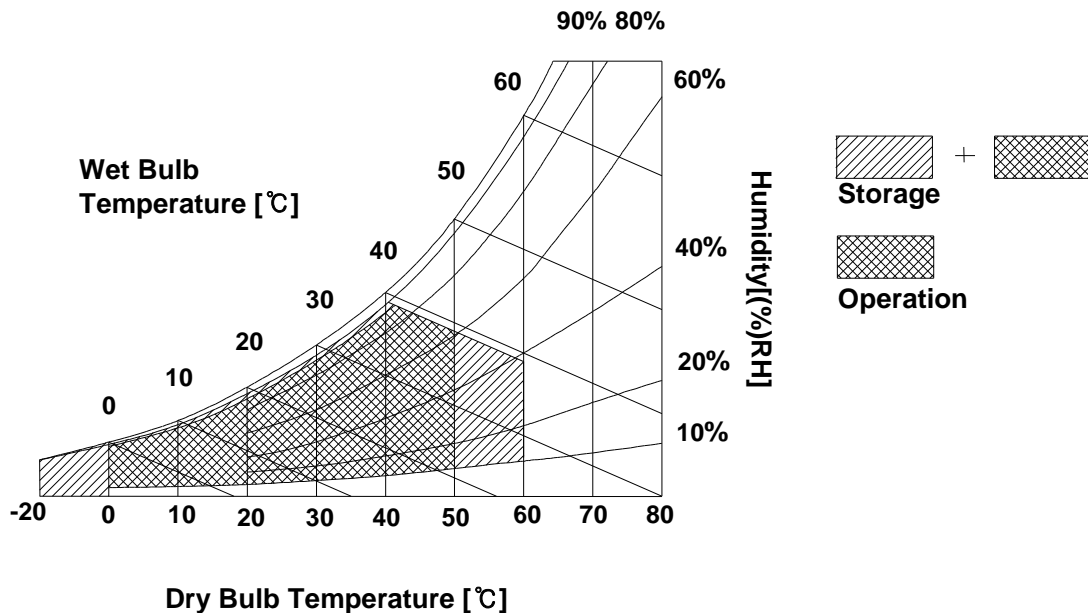 90% 80%
60
60%
50
Wet Bulb
Temperature [℃]
40
30
20
10
0
Humidity[(%)RH]
40%
20%
10%
-20 0 10 20 30 40 50 60 70 80
Dry Bulb Temperature [℃]
+
Storage
Operation